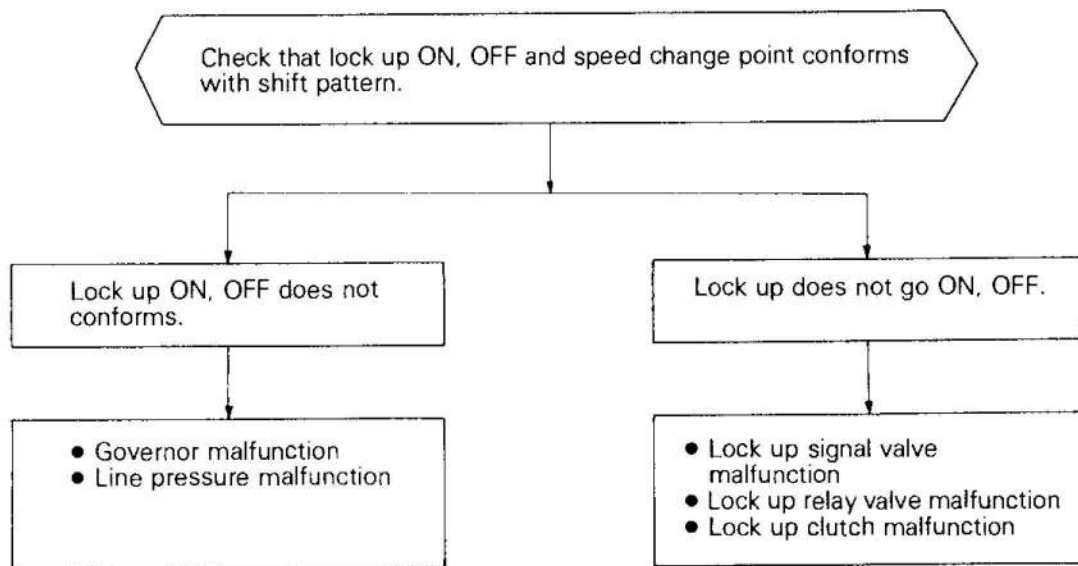 Check that lock up ON, OFF and speed change point conforms
with shift pattern.
Lock up ON, OFF does not
conforms.
Lock up does not go ON, OFF.
● Governor malfunction
● Line pressure malfunction
● Lock up signal valve
malfunction
● Lock up relay valve malfunction
● Lock up clutch malfunction